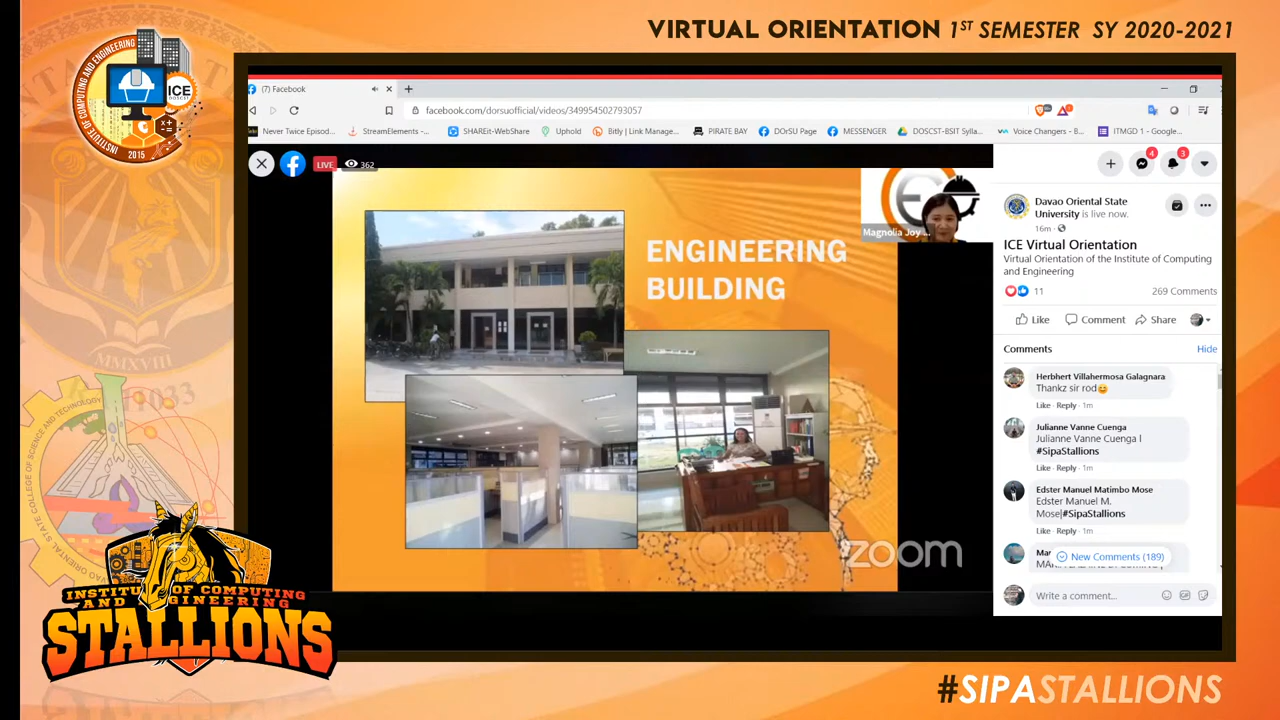 VIRTUAL ORIENTATION 1ST SEMESTER SY 2020-2021
INSTITUTE OF COMPUTING AND ENGINEERING
ICE
DOSCST
2015
(7) Facebook
facebook.com/dorsuofficial/videos/349954502793057
Never Twice Episod...
StreamElements -...
SHAREit-WebShare
Uphold
Bitly | Link Manage...
PIRATE BAY
DOrSU Page
MESSENGER
DOSCST-BSIT Sylla...
Voice Changers - B...
ITMGD 1 - Google...
LIVE
362
Magnolia Joy ...
ENGINEERING
BUILDING
zoom
4
3
Davao Oriental State
University is live now.
16m
ICE Virtual Orientation
Virtual Orientation of the Institute of Computing
and Engineering
11
269 Comments
Like
Comment
Share
Comments
Hide
Herbhert Villahermosa Galagnara
Thankz sir rod😊
Like · Reply · 1m
Julianne Vanne Cuenga
Julianne Vanne Cuenga l
#SipaStallions
Like · Reply · 1m
Edster Manuel Matimbo Mose
Edster Manuel M.
Mose|#SipaStallions
Like · Reply · 1m
New Comments (189)
Write a comment...
GIF
MMXVIII
INSTITUTE OF COMPUTING
AND ENGINEERING
STALLIONS
#SIPASTALLIONS